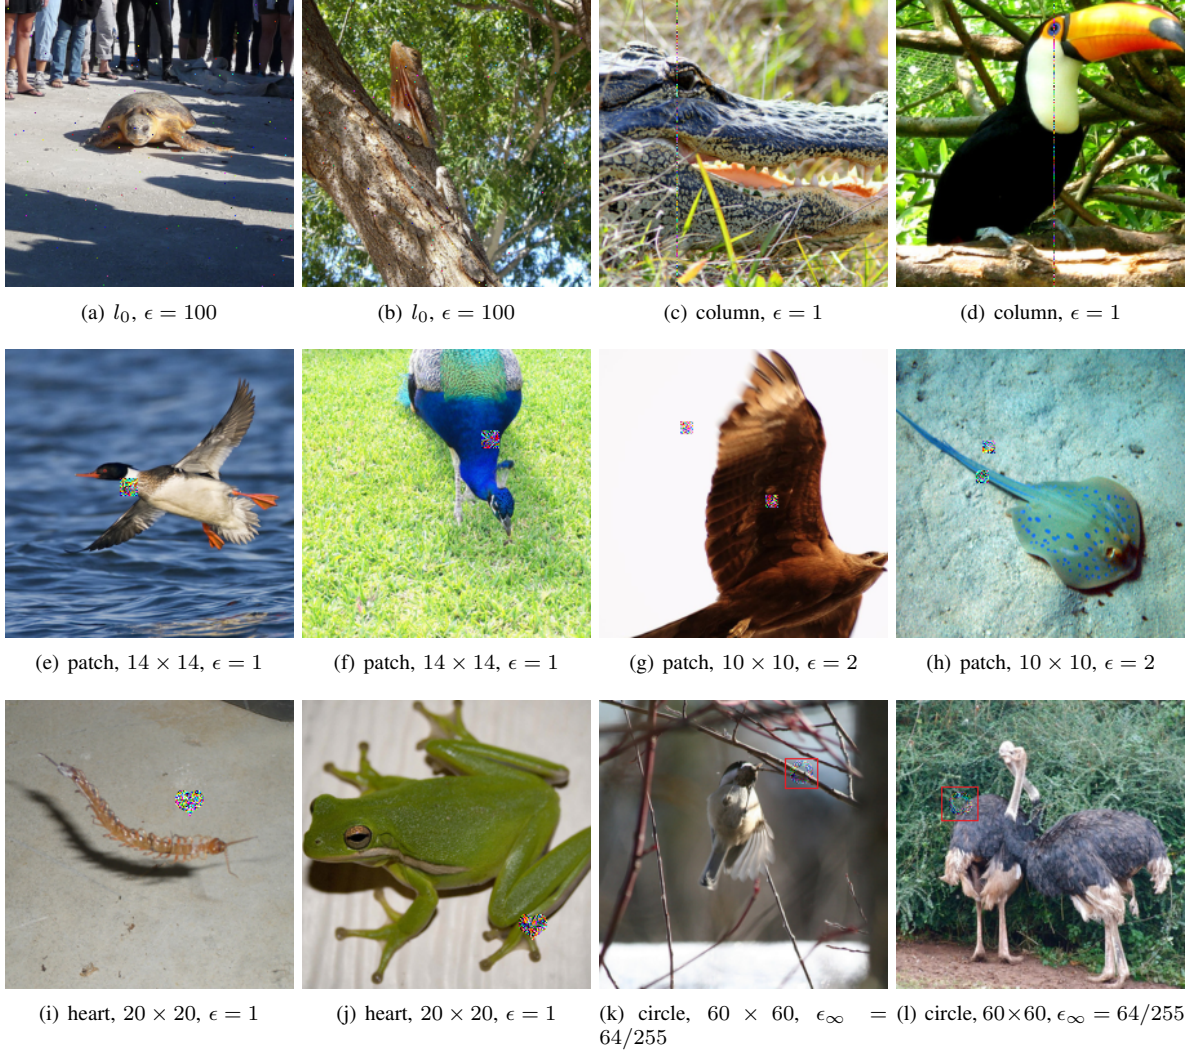 (a) l₀, ϵ = 100
(b) l₀, ϵ = 100
(c) column, ϵ = 1
(d) column, ϵ = 1
(e) patch, 14 × 14, ϵ = 1
(f) patch, 14 × 14, ϵ = 1
(g) patch, 10 × 10, ϵ = 2
(h) patch, 10 × 10, ϵ = 2
(i) heart, 20 × 20, ϵ = 1
(j) heart, 20 × 20, ϵ = 1
(k) circle, 60 × 60, ϵ∞ =
64/255
(l) circle, 60×60, ϵ∞ = 64/255